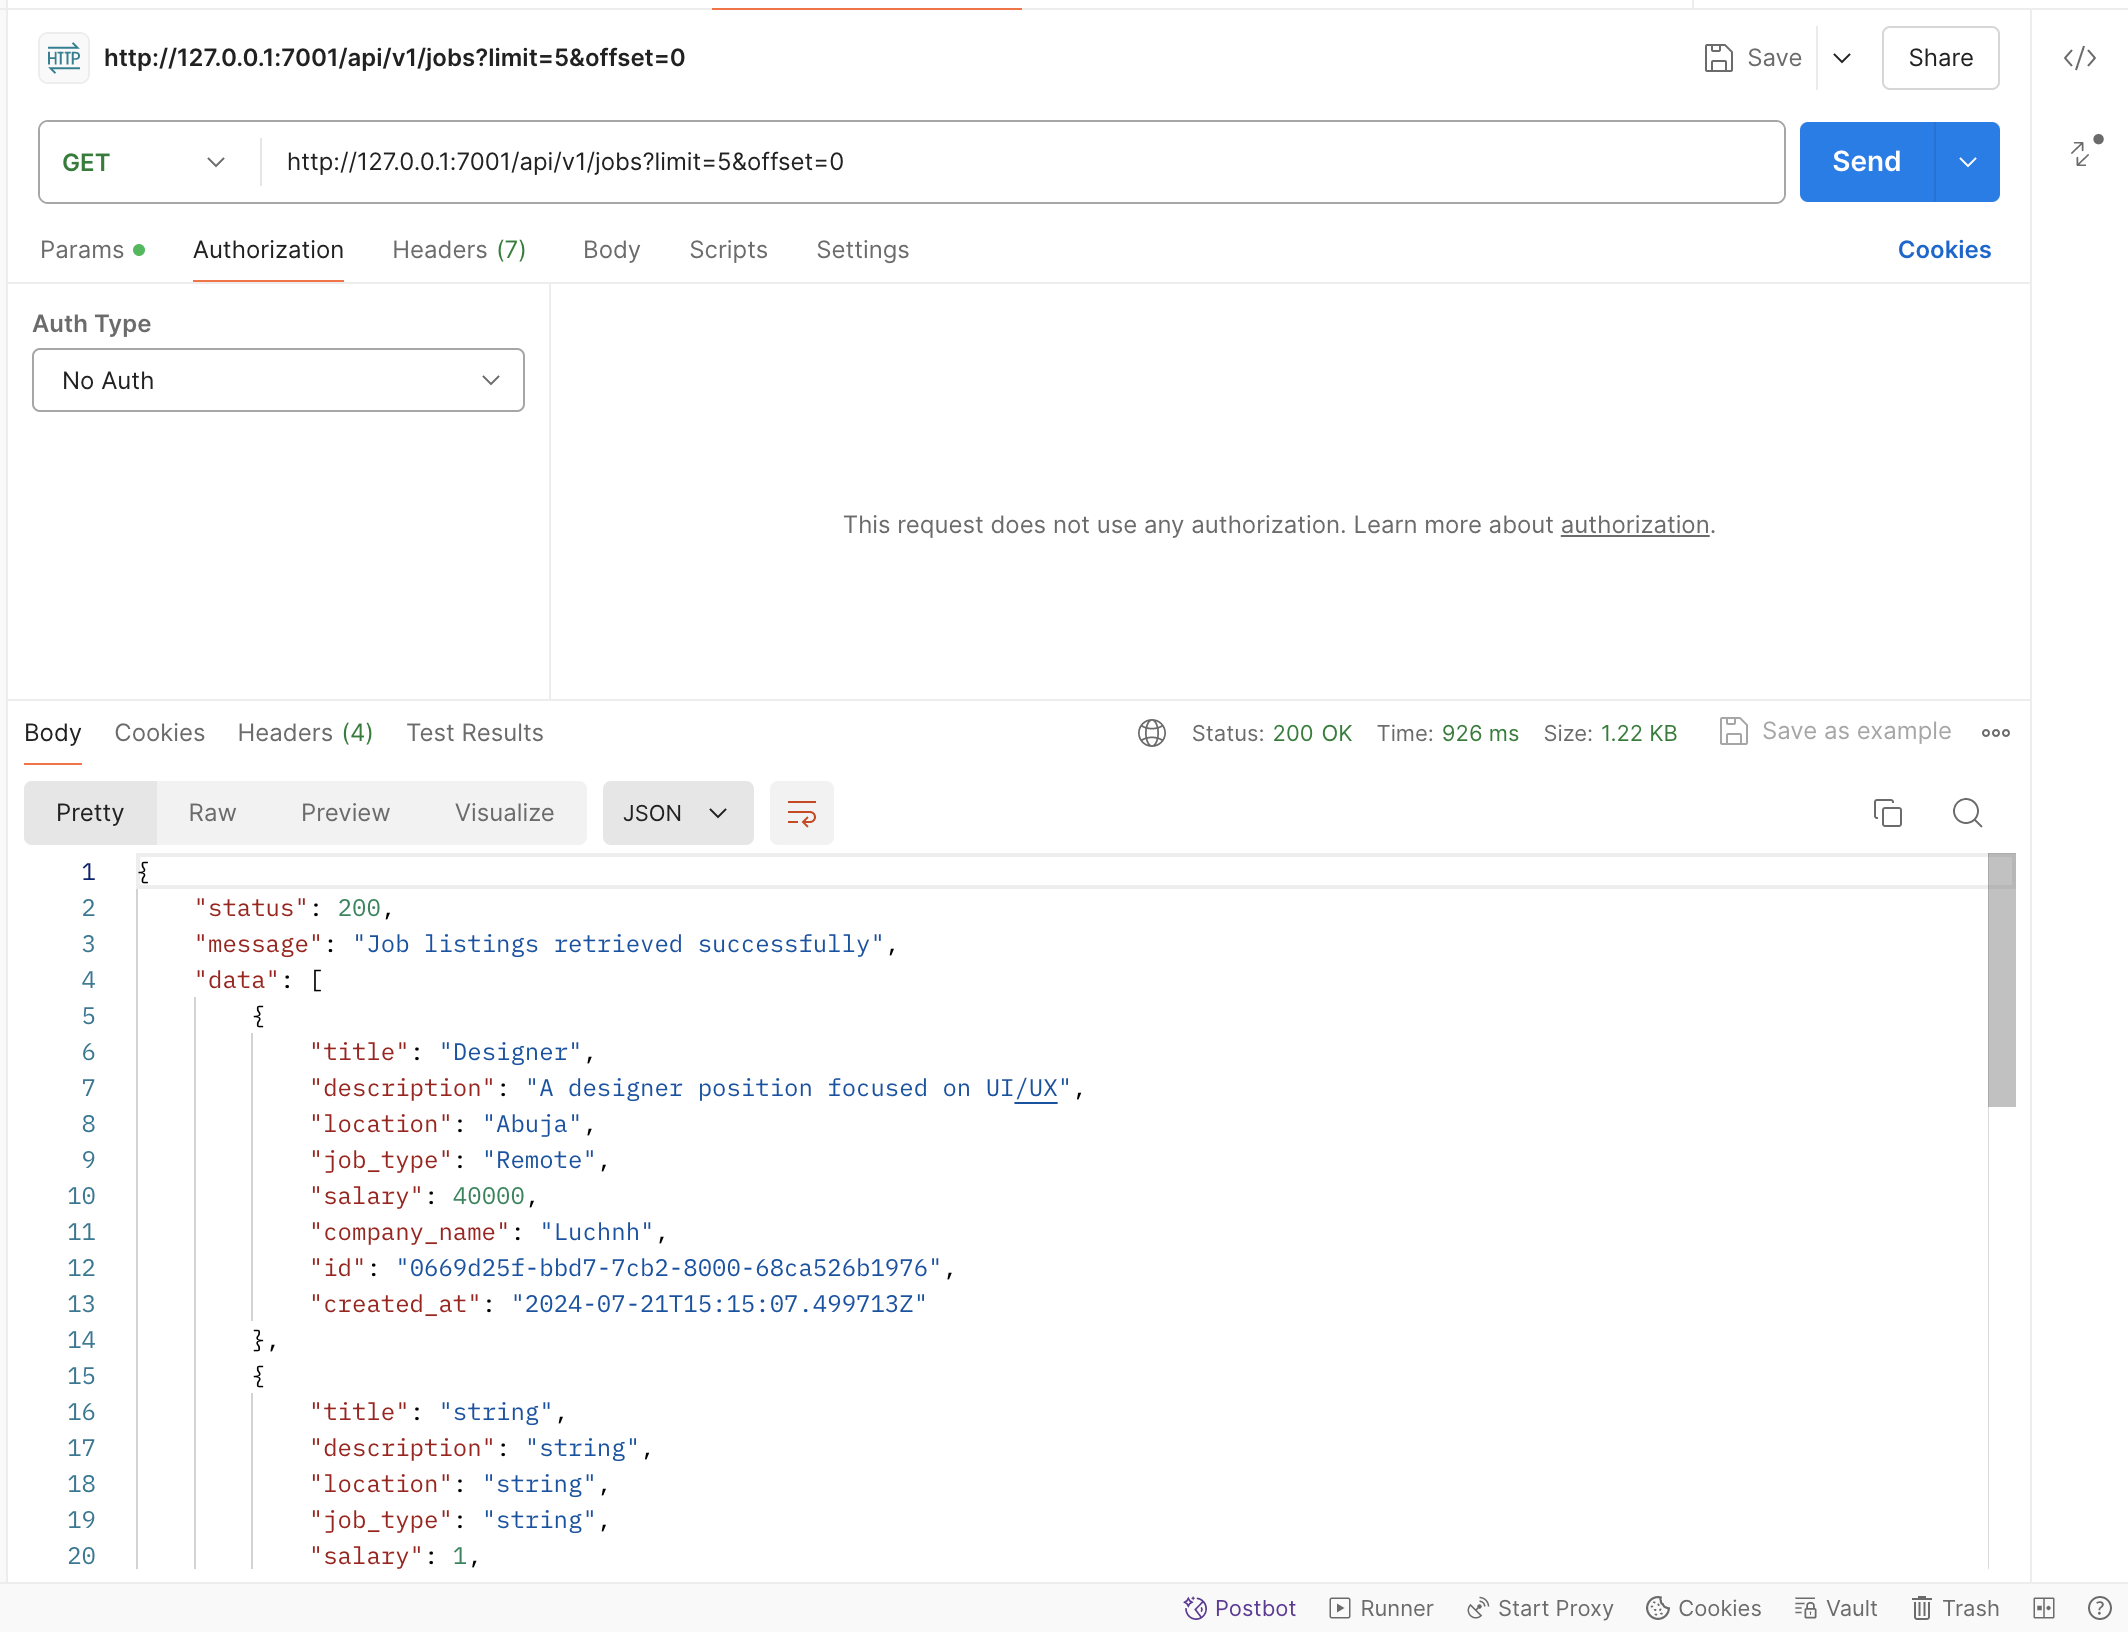 HTTP http://127.0.0.1:7001/api/v1/jobs?limit=5&offset=0 Save Share
GET http://127.0.0.1:7001/api/v1/jobs?limit=5&offset=0 Send
Params Authorization Headers (7) Body Scripts Settings Cookies
Auth Type
No Auth
This request does not use any authorization. Learn more about authorization.
Body Cookies Headers (4) Test Results Status: 200 OK Time: 926 ms Size: 1.22 KB Save as example
Pretty Raw Preview Visualize JSON
1 {
2 "status": 200,
3 "message": "Job listings retrieved successfully",
4 "data": [
5 {
6 "title": "Designer",
7 "description": "A designer position focused on UI/UX",
8 "location": "Abuja",
9 "job_type": "Remote",
10 "salary": 40000,
11 "company_name": "Luchnh",
12 "id": "0669d25f-bbd7-7cb2-8000-68ca526b1976",
13 "created_at": "2024-07-21T15:15:07.499713Z"
14 },
15 {
16 "title": "string",
17 "description": "string",
18 "location": "string",
19 "job_type": "string",
20 "salary": 1,
Postbot Runner Start Proxy Cookies Vault Trash